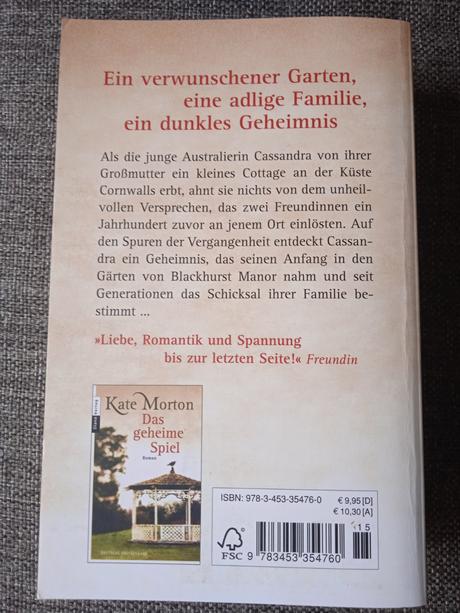 Ein verwunschener Garten,
eine adlige Familie,
ein dunkles Geheimnis
Als die junge Australierin Cassandra von ihrer
Großmutter ein kleines Cottage an der Küste
Cornwalls erbt, ahnt sie nichts von dem unheil-
vollen Versprechen, das zwei Freundinnen ein
Jahrhundert zuvor an jenem Ort einlösten. Auf
den Spuren der Vergangenheit entdeckt Cassan-
dra ein Geheimnis, das seinen Anfang in den
Gärten von Blackhurst Manor nahm und seit
Generationen das Schicksal ihrer Familie be-
stimmt ...
»Liebe, Romantik und Spannung
bis zur letzten Seite!« Freundin
Kate Morton
Das
geheime
Spiel
Roman
ISBN: 978-3-453-35476-0
€ 9,95 [D]
€ 10,30 [A]
15
FSC
9 783453 354760